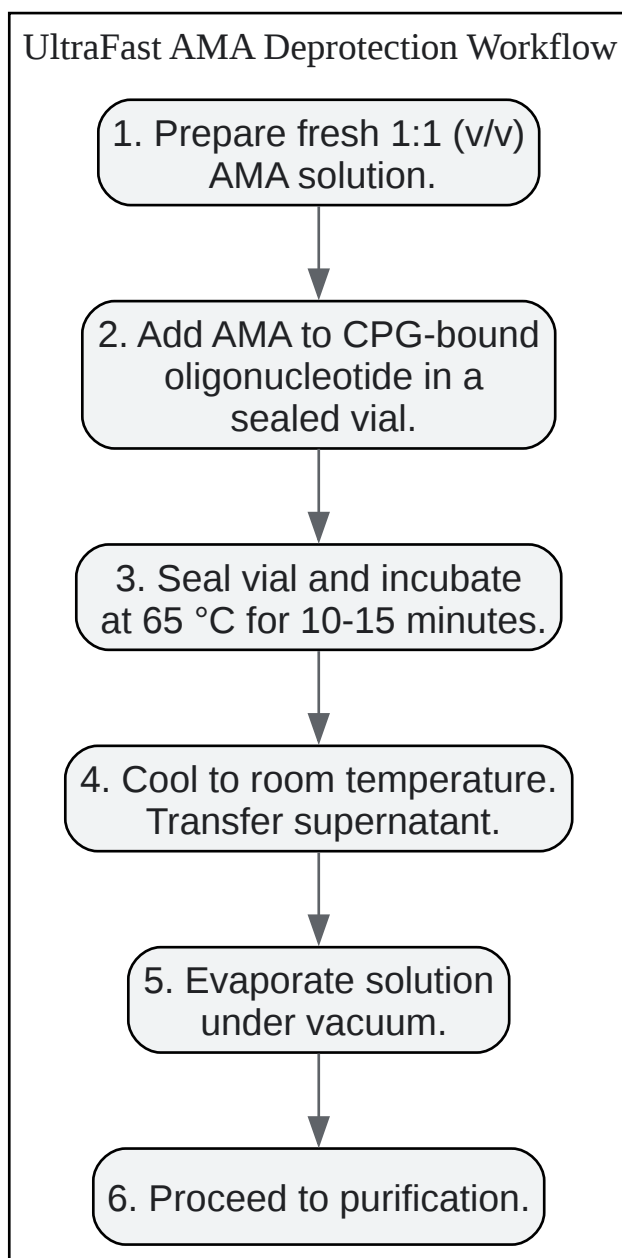 UltraFast AMA Deprotection Workflow
1. Prepare fresh 1:1 (v/v)
AMA solution.
2. Add AMA to CPG-bound
oligonucleotide in a
sealed vial.
3. Seal vial and incubate
at 65 °C for 10-15 minutes.
4. Cool to room temperature.
Transfer supernatant.
5. Evaporate solution
under vacuum.
6. Proceed to purification.